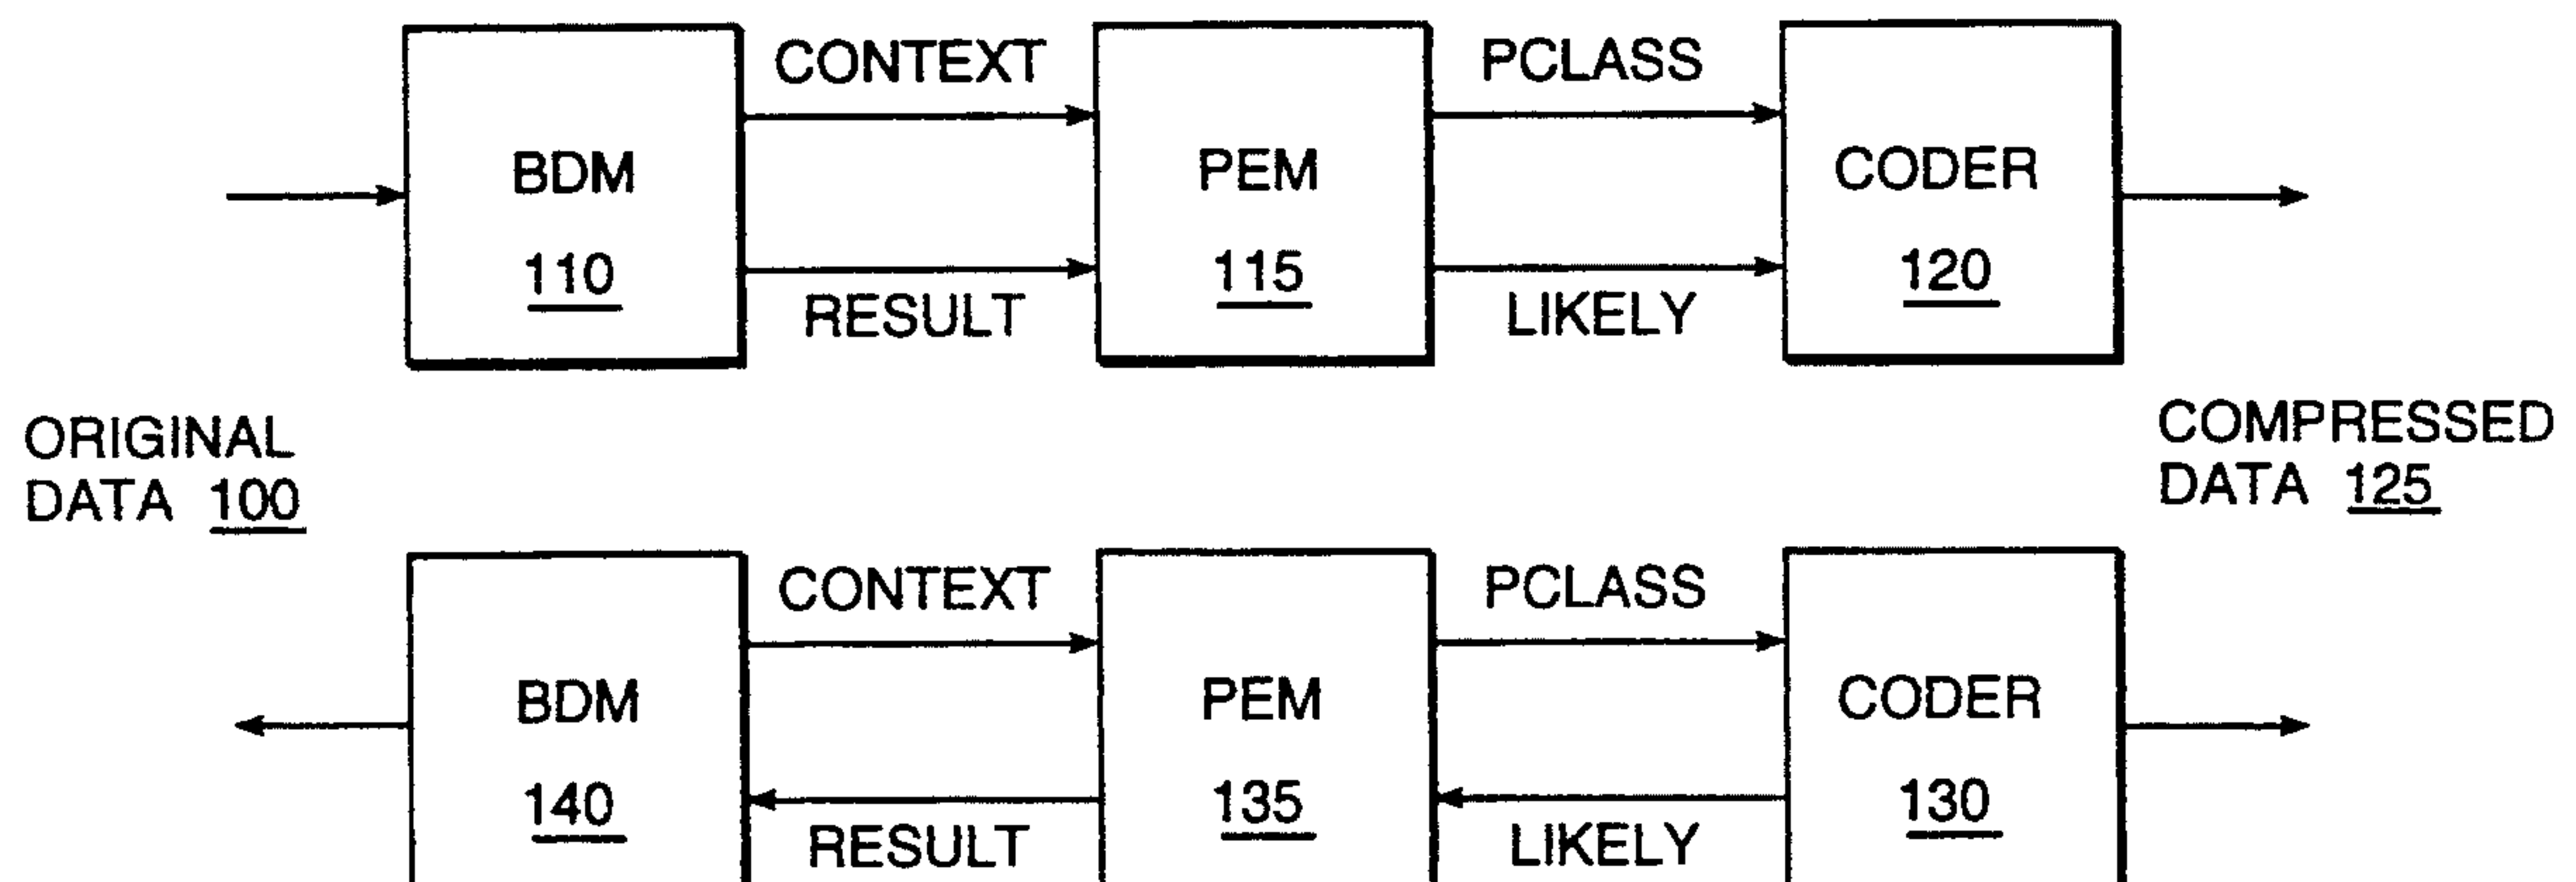 CONTEXT
PCLASS
BDM
PEM
CODER
110
115
120
RESULT
LIKELY
ORIGINAL
DATA 100
COMPRESSED
DATA 125
CONTEXT
PCLASS
BDM
PEM
CODER
140
135
130
RESULT
LIKELY